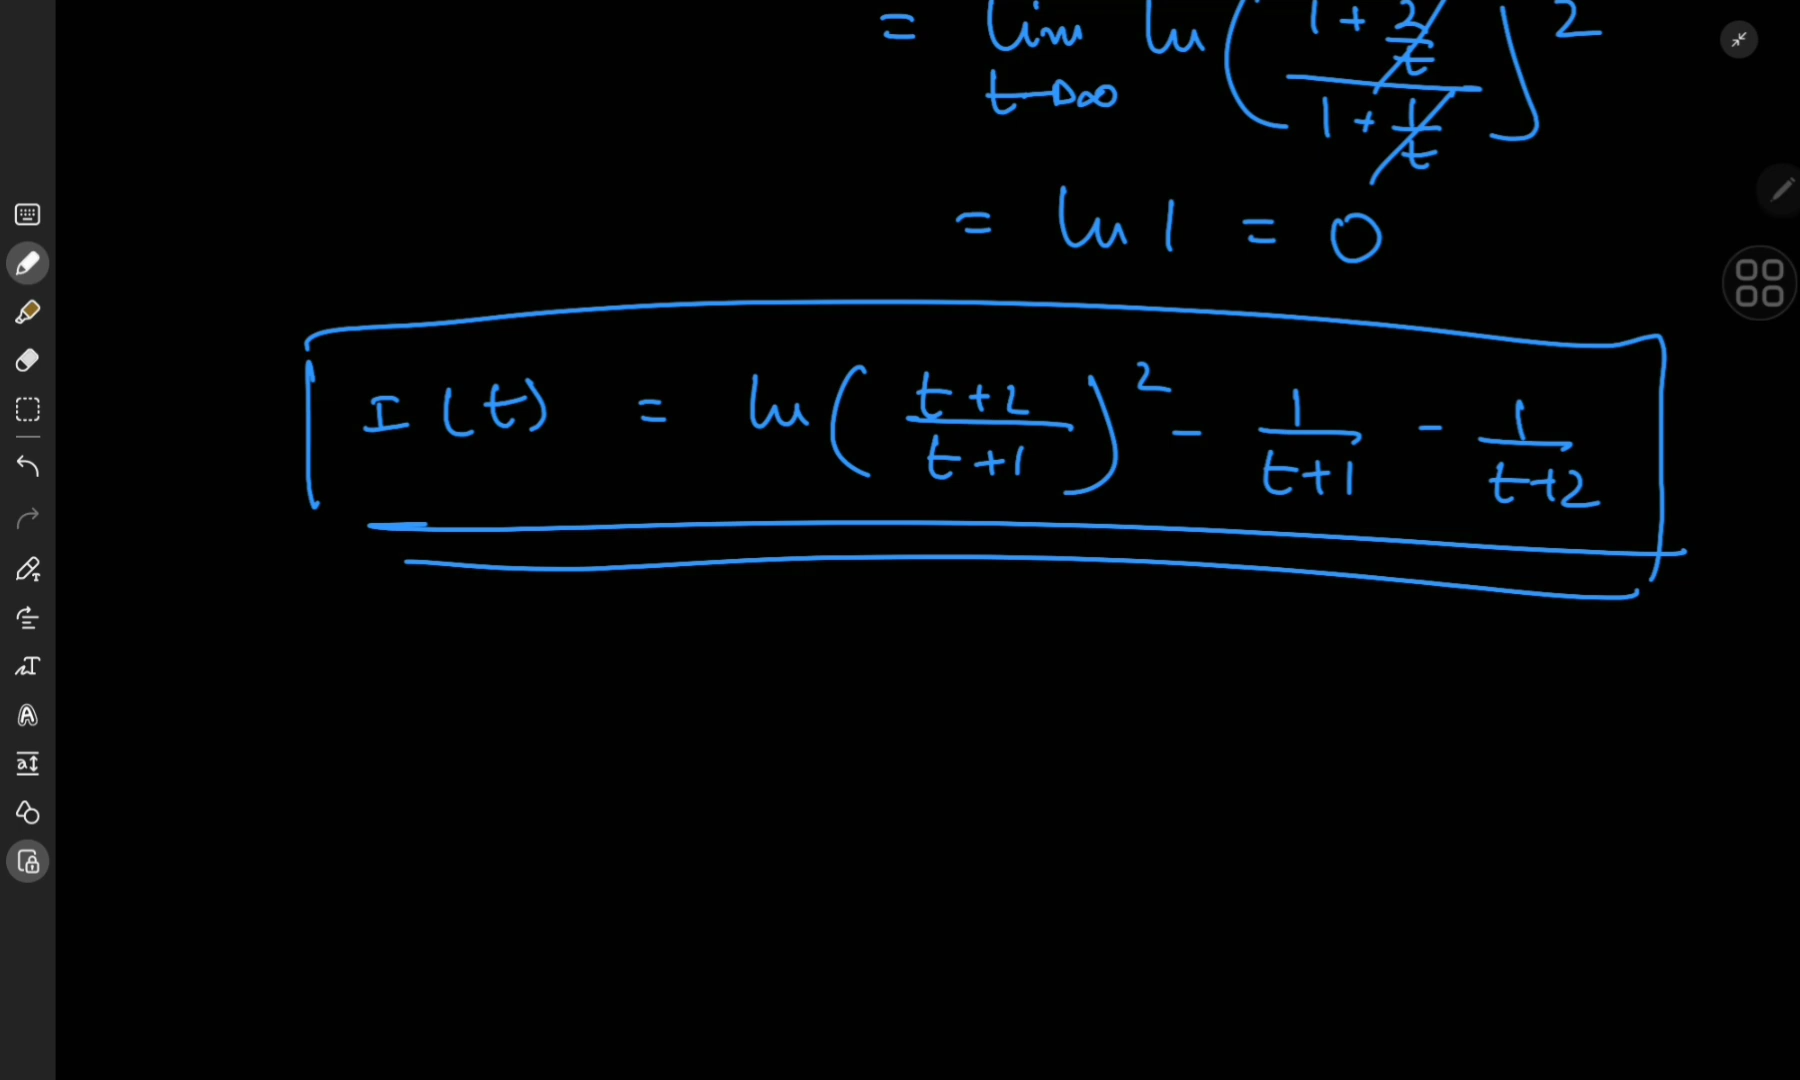 = lim t→∞ ln((1 + 2/t)/(1 + 1/t))^2
= ln 1 = 0
I(t) = ln((t+2)/(t+1))^2 - 1/(t+1) - 1/(t+2)